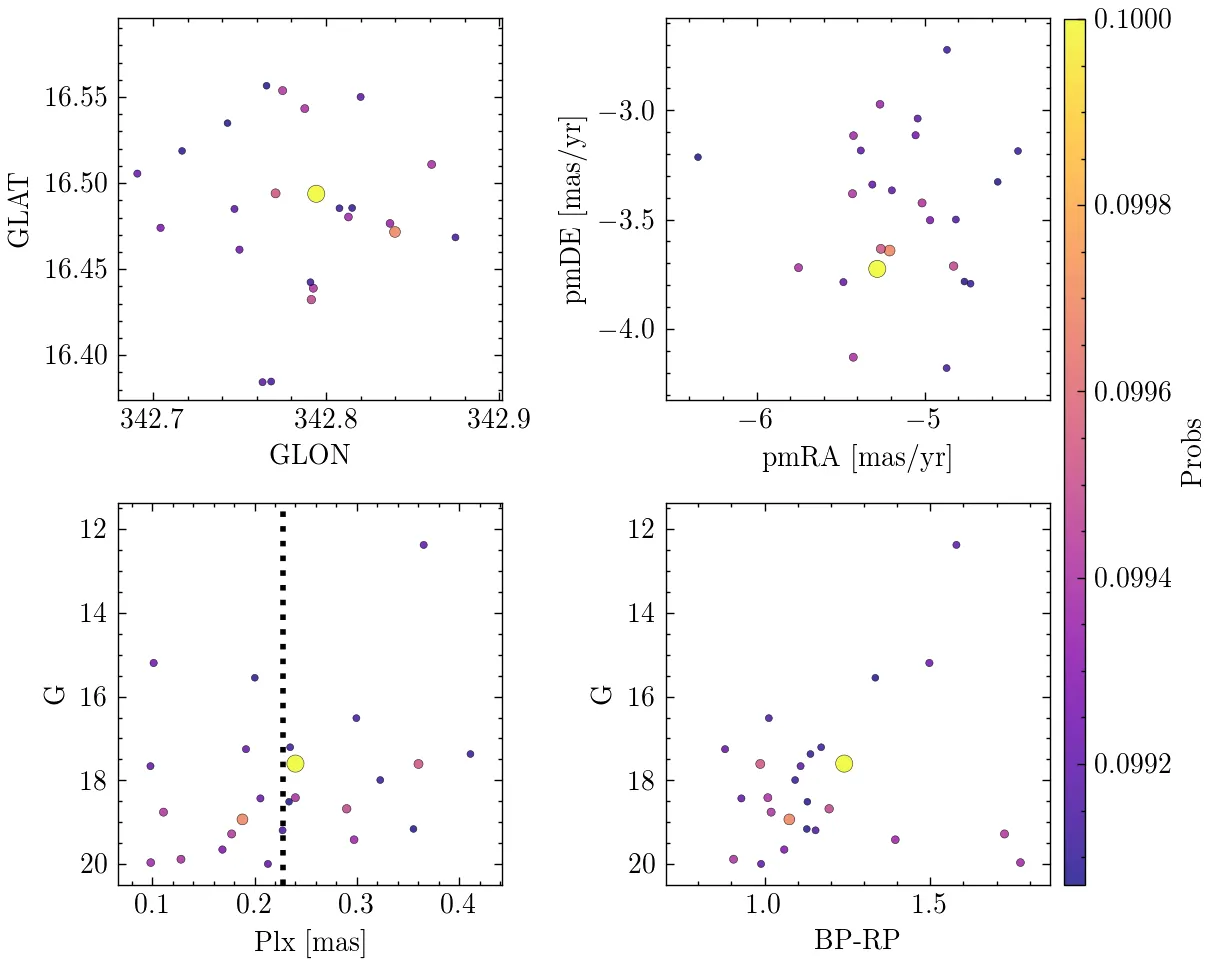 16.55
16.50
16.45
16.40
GLAT
342.7 342.8 342.9
GLON
−3.0
−3.5
−4.0
pmDE [mas/yr]
−6 −5
pmRA [mas/yr]
12
14
16
18
20
G
0.1 0.2 0.3 0.4
Plx [mas]
12
14
16
18
20
G
1.0 1.5
BP-RP
0.1000
0.0998
0.0996
0.0994
0.0992
Probs